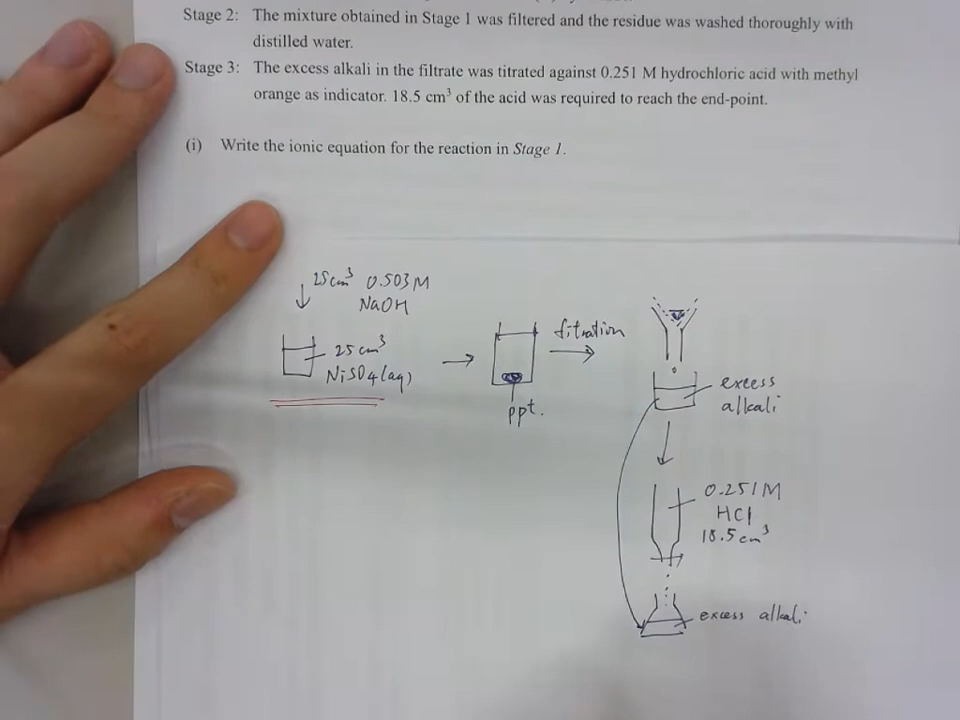 Stage 2: The mixture obtained in Stage 1 was filtered and the residue was washed thoroughly with
distilled water.
Stage 3: The excess alkali in the filtrate was titrated against 0.251 M hydrochloric acid with methyl
orange as indicator. 18.5 cm³ of the acid was required to reach the end-point.
(i) Write the ionic equation for the reaction in Stage 1.
25cm³ 0.503M
NaOH
25cm³
NiSO4(aq)
ppt.
fitration
excess
alkali
0.251M
HCl
18.5cm³
excess alkali